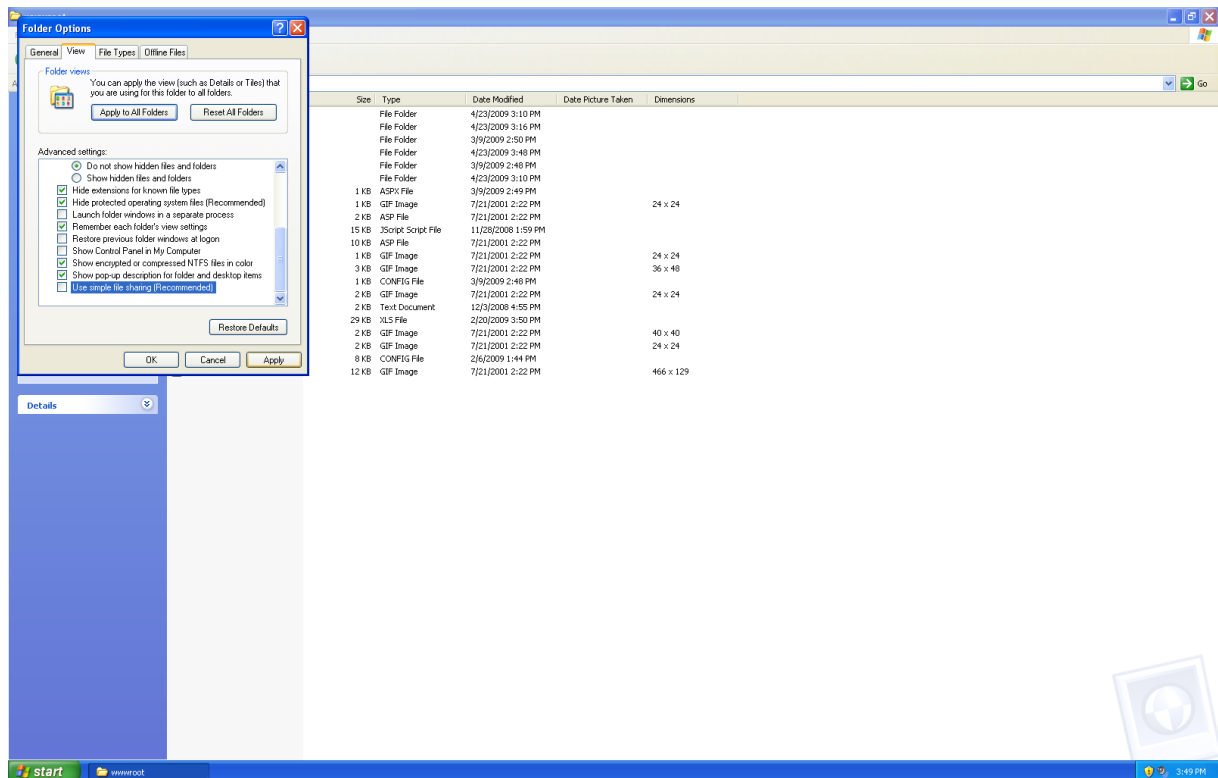 wwwroot
Folder Options
General View File Types Offline Files
Folder views
You can apply the view (such as Details or Tiles) that
you are using for this folder to all folders.
Apply to All Folders Reset All Folders
Advanced settings:
Do not show hidden files and folders
Show hidden files and folders
Hide extensions for known file types
Hide protected operating system files (Recommended)
Launch folder windows in a separate process
Remember each folder's view settings
Restore previous folder windows at logon
Show Control Panel in My Computer
Show encrypted or compressed NTFS files in color
Show pop-up description for folder and desktop items
Use simple file sharing (Recommended)
Restore Defaults
OK Cancel Apply
Go
Size Type Date Modified Date Picture Taken Dimensions
File Folder 4/23/2009 3:10 PM
File Folder 4/23/2009 3:16 PM
File Folder 3/9/2009 2:50 PM
File Folder 4/23/2009 3:48 PM
File Folder 3/9/2009 2:48 PM
File Folder 4/23/2009 3:10 PM
1 KB ASPX File 3/9/2009 2:49 PM
1 KB GIF Image 7/21/2001 2:22 PM 24 x 24
2 KB ASP File 7/21/2001 2:22 PM
15 KB JScript Script File 11/28/2008 1:59 PM
10 KB ASP File 7/21/2001 2:22 PM
1 KB GIF Image 7/21/2001 2:22 PM 24 x 24
3 KB GIF Image 7/21/2001 2:22 PM 36 x 48
1 KB CONFIG File 3/9/2009 2:48 PM
2 KB GIF Image 7/21/2001 2:22 PM 24 x 24
2 KB Text Document 12/3/2008 4:55 PM
29 KB XLS File 2/20/2009 3:50 PM
2 KB GIF Image 7/21/2001 2:22 PM 40 x 40
2 KB GIF Image 7/21/2001 2:22 PM 24 x 24
8 KB CONFIG File 2/6/2009 1:44 PM
12 KB GIF Image 7/21/2001 2:22 PM 466 x 129
Details
start wwwroot 3:49 PM